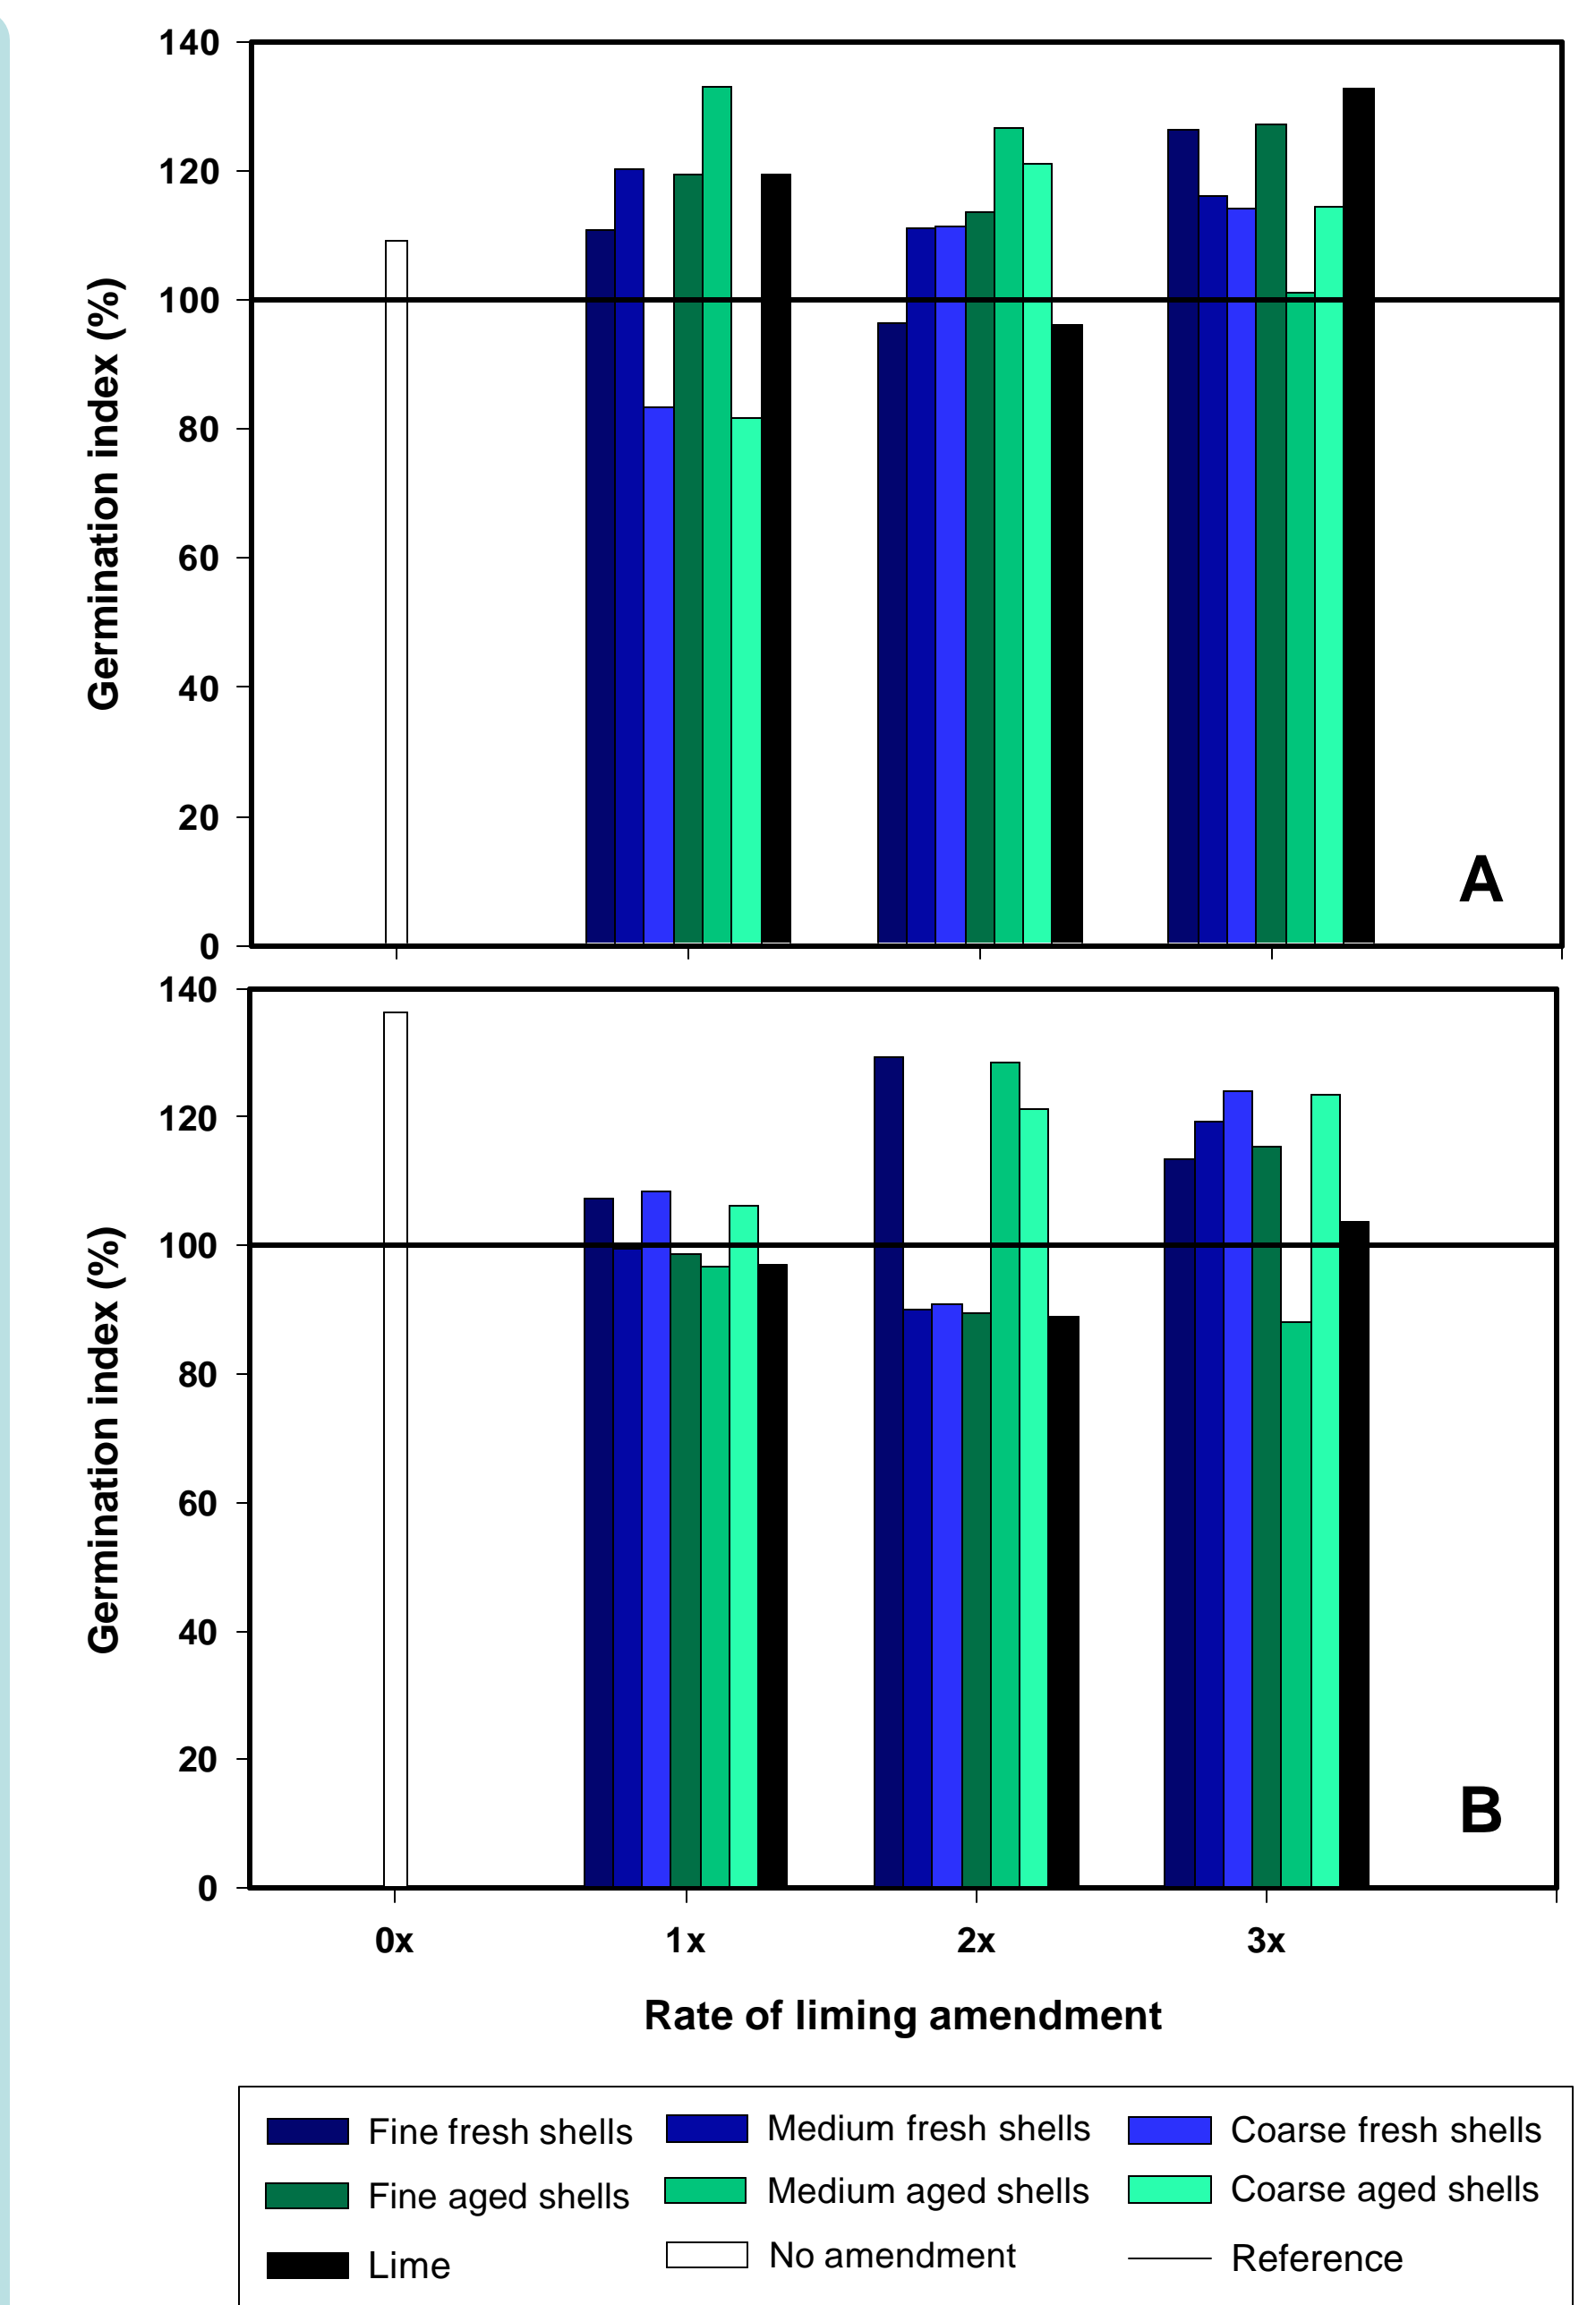 140
120
100
80
60
40
20
0
Germination index (%)
A
140
120
100
80
60
40
20
0
Germination index (%)
B
0x 1x 2x 3x
Rate of liming amendment
Fine fresh shells Medium fresh shells Coarse fresh shells
Fine aged shells Medium aged shells Coarse aged shells
Lime No amendment Reference